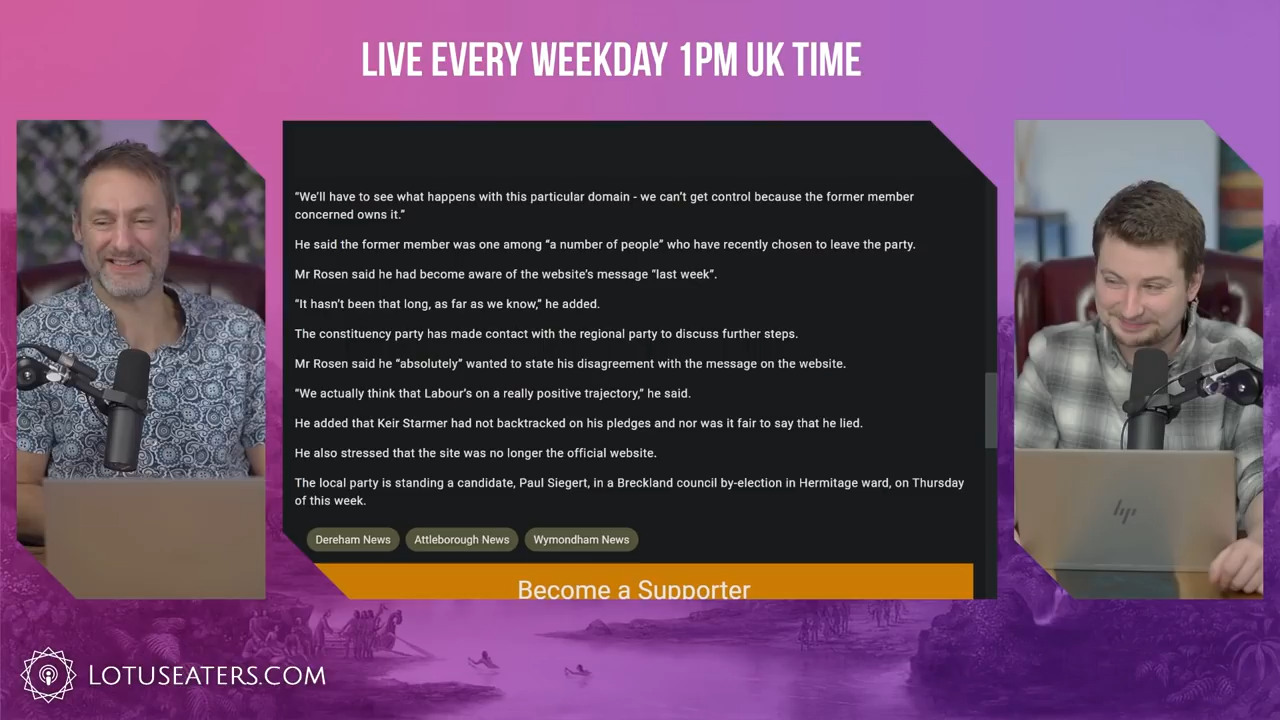 LIVE EVERY WEEKDAY 1PM UK TIME
“We’ll have to see what happens with this particular domain - we can’t get control because the former member
concerned owns it.”
He said the former member was one among “a number of people” who have recently chosen to leave the party.
Mr Rosen said he had become aware of the website’s message “last week”.
“It hasn’t been that long, as far as we know,” he added.
The constituency party has made contact with the regional party to discuss further steps.
Mr Rosen said he “absolutely” wanted to state his disagreement with the message on the website.
“We actually think that Labour’s on a really positive trajectory,” he said.
He added that Keir Starmer had not backtracked on his pledges and nor was it fair to say that he lied.
He also stressed that the site was no longer the official website.
The local party is standing a candidate, Paul Siegert, in a Breckland council by-election in Hermitage ward, on Thursday
of this week.
Dereham News
Attleborough News
Wymondham News
Become a Supporter
hp
LOTUSEATERS.COM